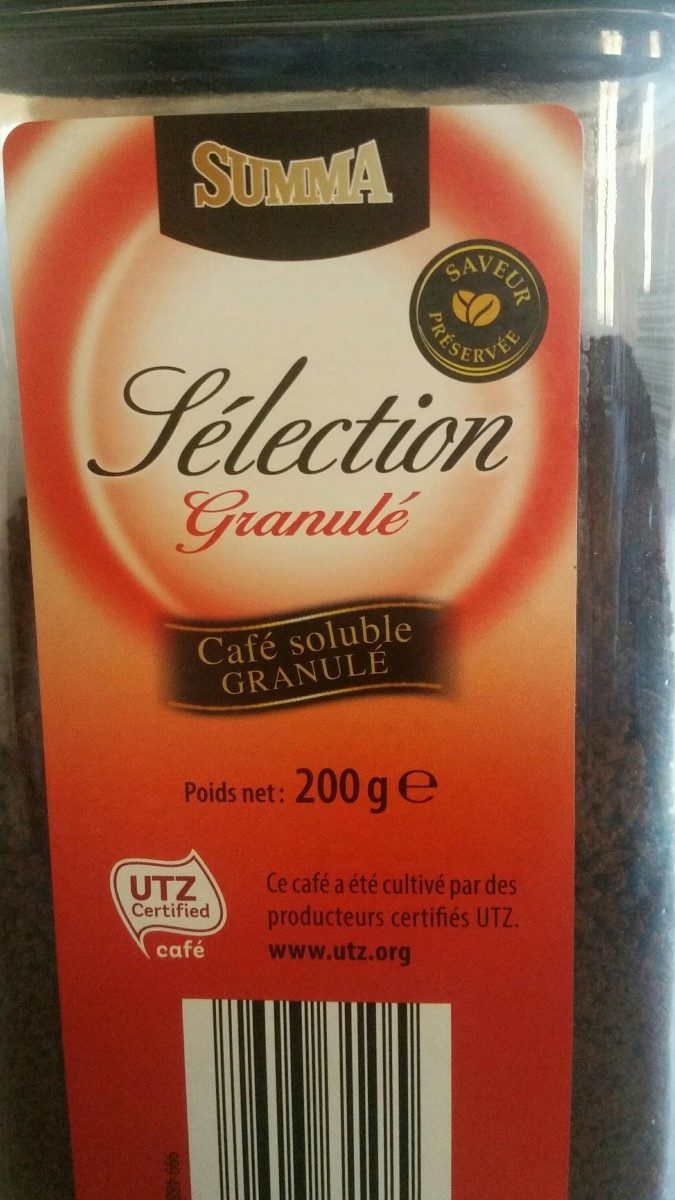 SUMMA
SAVEUR
PRÉSERVÉE
Sélection
Granulé
Café soluble
GRANULÉ
Poids net : 200 g e
UTZ
Certified
café
Ce café a été cultivé par des
producteurs certifiés UTZ.
www.utz.org